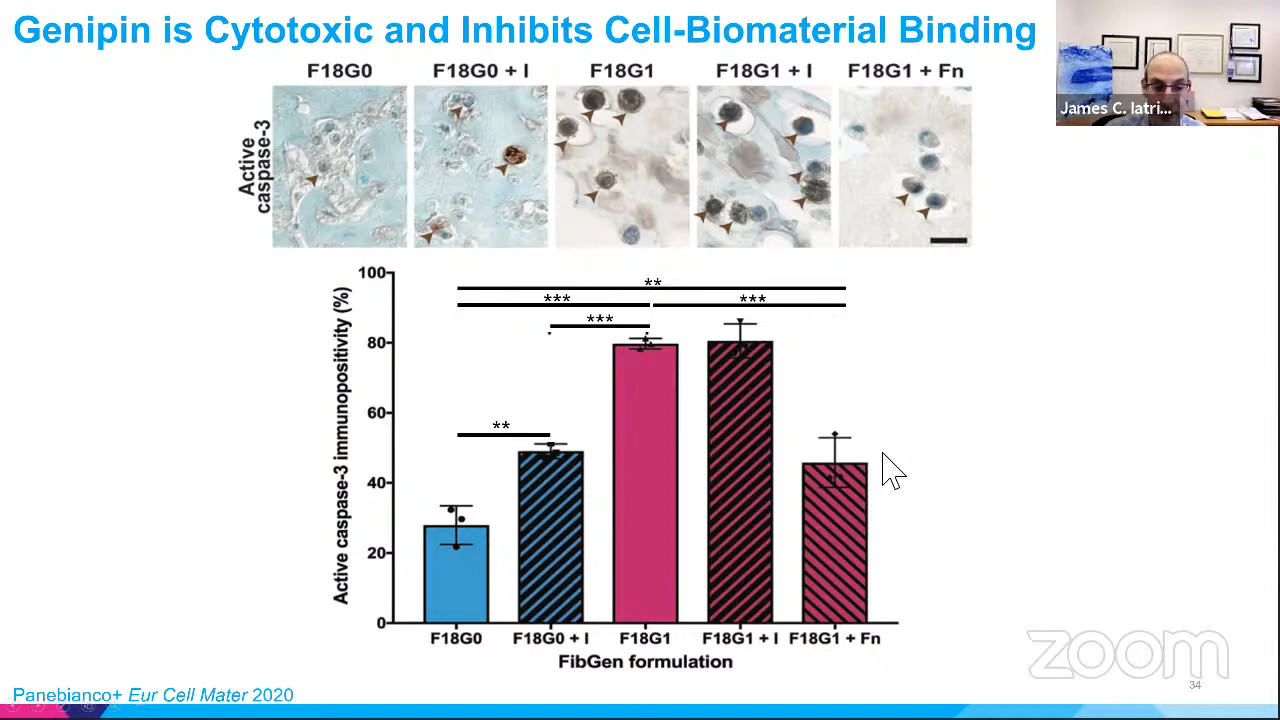 Genipin is Cytotoxic and Inhibits Cell-Biomaterial Binding
James C. Iatri...
F18G0 F18G0 + I F18G1 F18G1 + I F18G1 + Fn
Active
caspase-3
Active caspase-3 immunopositivity (%)
100
80
60
40
20
0
**
***
***
***
**
F18G0 F18G0 + I F18G1 F18G1 + I F18G1 + Fn
FibGen formulation
zoom
34
Panebianco+ Eur Cell Mater 2020